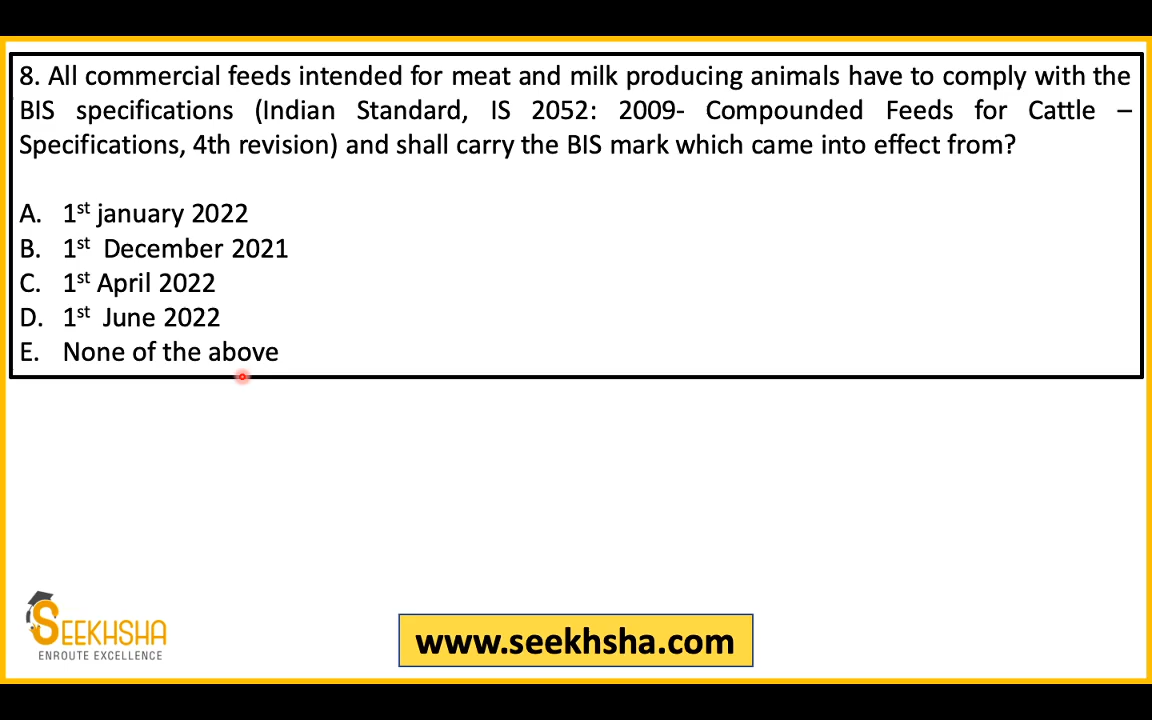 8. All commercial feeds intended for meat and milk producing animals have to comply with the
BIS specifications (Indian Standard, IS 2052: 2009- Compounded Feeds for Cattle –
Specifications, 4th revision) and shall carry the BIS mark which came into effect from?
A. 1st january 2022
B. 1st December 2021
C. 1st April 2022
D. 1st June 2022
E. None of the above
SEEKHSHA
ENROUTE EXCELLENCE
www.seekhsha.com